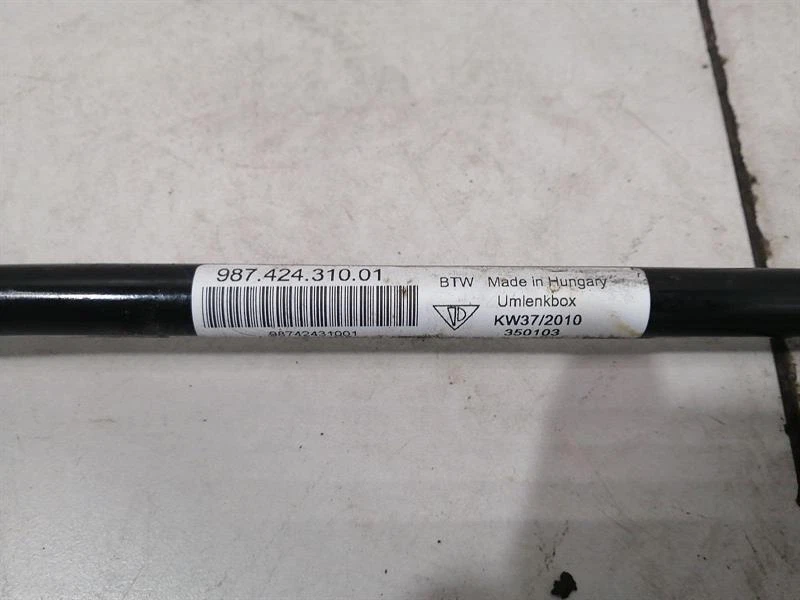 987.424.310.01
98742431001
BTW Made in Hungary
Umlenkbox
KW37/2010
350103